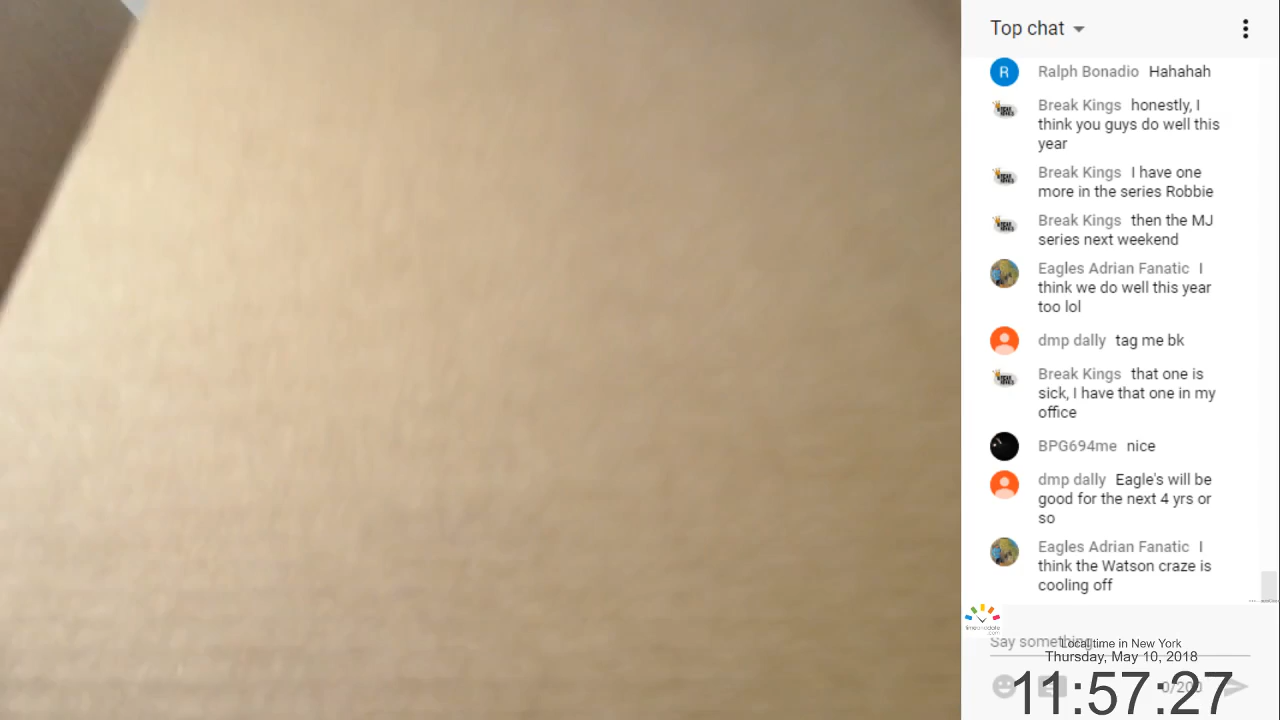 Top chat
Ralph Bonadio Hahahah
Break Kings honestly, I
think you guys do well this
year
Break Kings I have one
more in the series Robbie
Break Kings then the MJ
series next weekend
Eagles Adrian Fanatic I
think we do well this year
too lol
dmp dally tag me bk
Break Kings that one is
sick, I have that one in my
office
BPG694me nice
dmp dally Eagle's will be
good for the next 4 yrs or
so
Eagles Adrian Fanatic I
think the Watson craze is
cooling off
Say something...
Local time in New York
Thursday, May 10, 2018
0/200
11:57:27